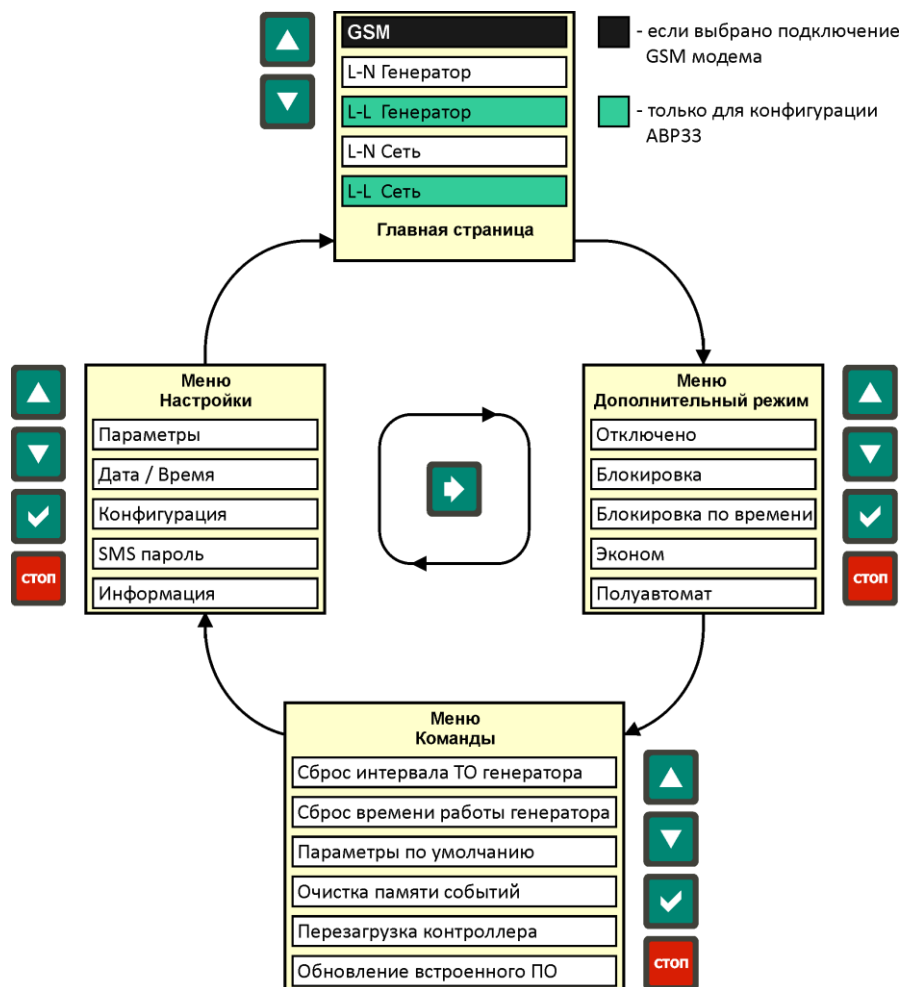 GSM
L-N Генератор
L-L Генератор
L-N Сеть
L-L Сеть
Главная страница
- если выбрано подключение
GSM модема
- только для конфигурации
АВР33
Меню
Настройки
Параметры
Дата / Время
Конфигурация
SMS пароль
Информация
стоп
Меню
Дополнительный режим
Отключено
Блокировка
Блокировка по времени
Эконом
Полуавтомат
стоп
Меню
Команды
Сброс интервала ТО генератора
Сброс времени работы генератора
Параметры по умолчанию
Очистка памяти событий
Перезагрузка контроллера
Обновление встроенного ПО
стоп